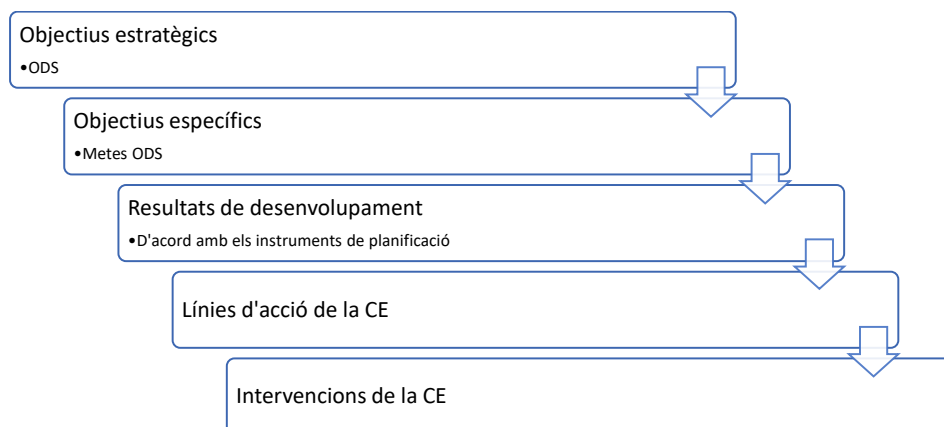 Objectius estratègics
•ODS
Objectius específics
•Metes ODS
Resultats de desenvolupament
•D'acord amb els instruments de planificació
Línies d'acció de la CE
Intervencions de la CE